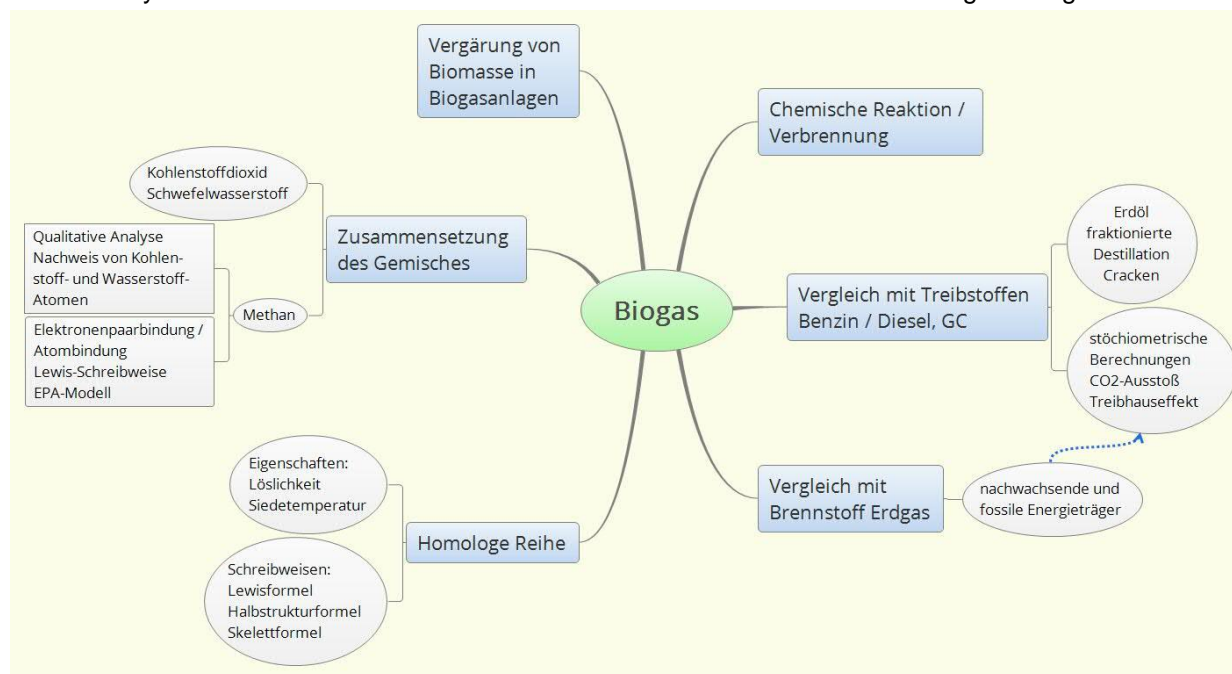 Vergärung von
Biomasse in
Biogasanlagen
Chemische Reaktion /
Verbrennung
Kohlenstoffdioxid
Schwefelwasserstoff
Qualitative Analyse
Nachweis von Kohlen-
stoff- und Wasserstoff-
Atomen
Methan
Elektronenpaarbindung /
Atombindung
Lewis-Schreibweise
EPA-Modell
Zusammensetzung
des Gemisches
Biogas
Vergleich mit Treibstoffen
Benzin / Diesel, GC
Erdöl
fraktionierte
Destillation
Cracken
stöchiometrische
Berechnungen
CO2-Ausstoß
Treibhauseffekt
Vergleich mit
Brennstoff Erdgas
nachwachsende und
fossile Energieträger
Eigenschaften:
Löslichkeit
Siedetemperatur
Homologe Reihe
Schreibweisen:
Lewisformel
Halbstrukturformel
Skelettformel